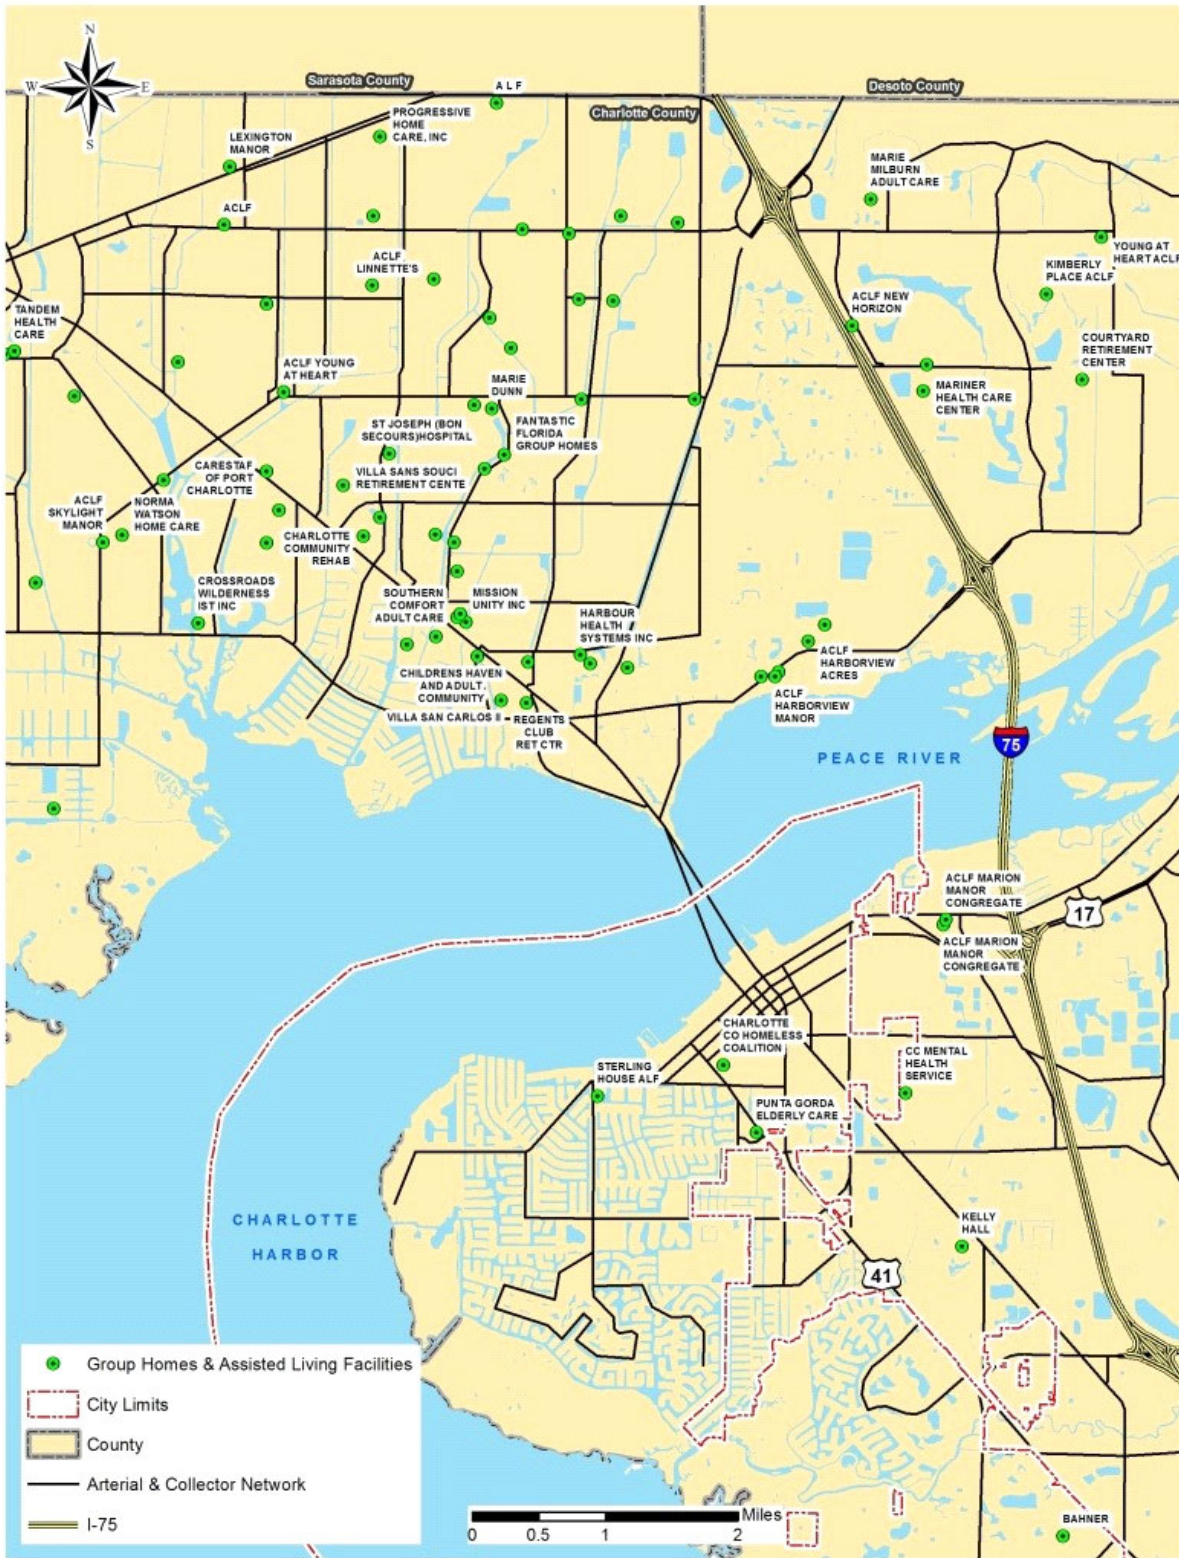 N
W E
S
Sarasota County
A L F
Desoto County
Charlotte County
PROGRESSIVE
HOME
CARE, INC
LEXINGTON
MANOR
MARIE
MILBURN
ADULT CARE
ACLF
YOUNG AT
HEART ACLF
ACLF
LINNETTE'S
KIMBERLY
PLACE ACLF
ACLF NEW
HORIZON
TANDEM
HEALTH
CARE
COURTYARD
RETIREMENT
CENTER
ACLF YOUNG
AT HEART
MARIE
DUNN
MARINER
HEALTH CARE
CENTER
ST JOSEPH (BON
SECOURS)HOSPITAL
FANTASTIC
FLORIDA
GROUP HOMES
CARESTAF
OF PORT
CHARLOTTE
VILLA SANS SOUCI
RETIREMENT CENTE
ACLF
SKYLIGHT
MANOR
NORMA
WATSON
HOME CARE
CHARLOTTE
COMMUNITY
REHAB
CROSSROADS
WILDERNESS
IST INC
SOUTHERN
COMFORT
ADULT CARE
MISSION
UNITY INC
HARBOUR
HEALTH
SYSTEMS INC
ACLF
HARBORVIEW
ACRES
CHILDRENS HAVEN
AND ADULT
COMMUNITY
ACLF
HARBORVIEW
MANOR
VILLA SAN CARLOS II
REGENTS
CLUB
RET CTR
75
PEACE RIVER
ACLF MARION
MANOR
CONGREGATE
17
ACLF MARION
MANOR
CONGREGATE
CHARLOTTE
CO HOMELESS
COALITION
CC MENTAL
HEALTH
SERVICE
STERLING
HOUSE ALF
PUNTA GORDA
ELDERLY CARE
CHARLOTTE
HARBOR
KELLY
HALL
41
Group Homes & Assisted Living Facilities
City Limits
County
Arterial & Collector Network
I-75
Miles
0 0.5 1 2
BAHNER